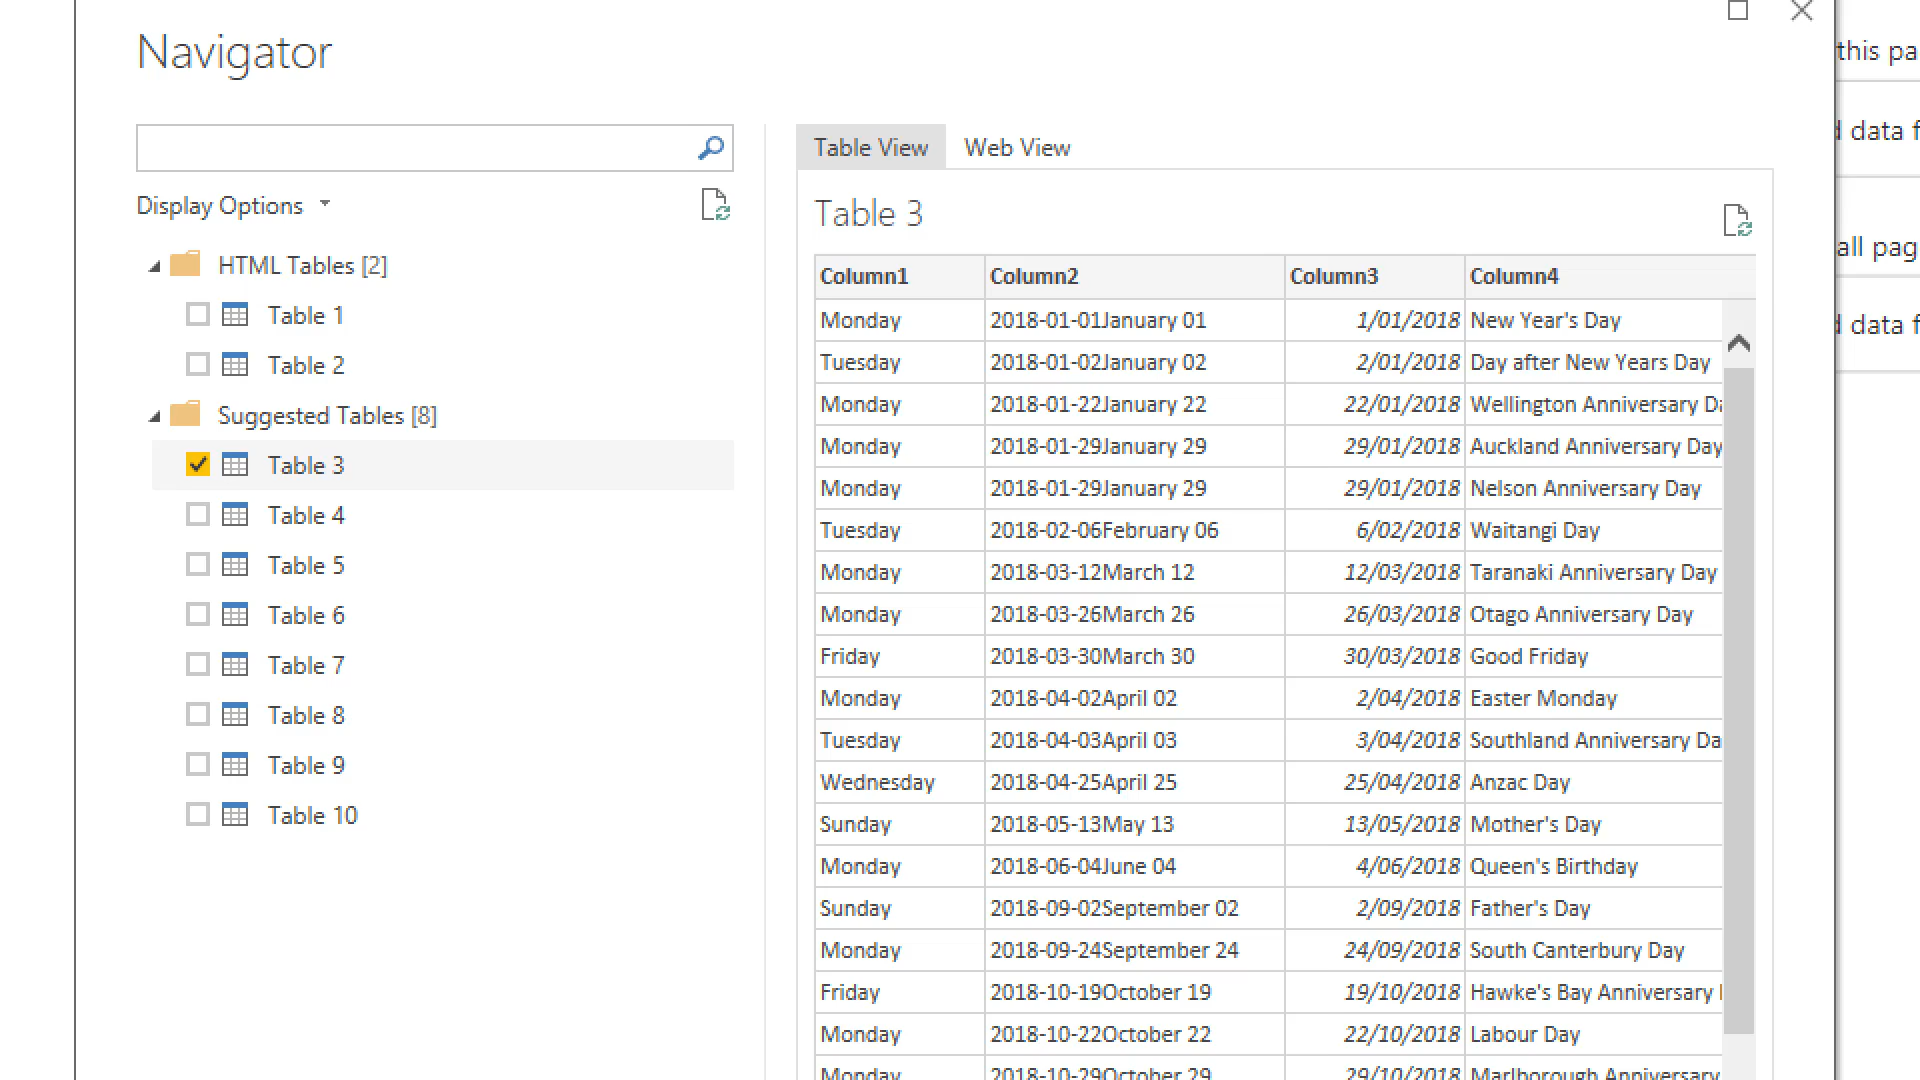 Navigator
this pa
Table View Web View
d data f
Display Options
Table 3
all pag
HTML Tables [2]
Column1 Column2 Column3 Column4
Table 1
Monday 2018-01-01January 01 1/01/2018 New Year's Day
d data f
Table 2
Tuesday 2018-01-02January 02 2/01/2018 Day after New Years Day
Suggested Tables [8]
Monday 2018-01-22January 22 22/01/2018 Wellington Anniversary Da
Table 3
Monday 2018-01-29January 29 29/01/2018 Auckland Anniversary Day
Table 4
Monday 2018-01-29January 29 29/01/2018 Nelson Anniversary Day
Table 5
Tuesday 2018-02-06February 06 6/02/2018 Waitangi Day
Table 6
Monday 2018-03-12March 12 12/03/2018 Taranaki Anniversary Day
Table 7
Monday 2018-03-26March 26 26/03/2018 Otago Anniversary Day
Table 8
Friday 2018-03-30March 30 30/03/2018 Good Friday
Table 9
Monday 2018-04-02April 02 2/04/2018 Easter Monday
Table 10
Tuesday 2018-04-03April 03 3/04/2018 Southland Anniversary Da
Wednesday 2018-04-25April 25 25/04/2018 Anzac Day
Sunday 2018-05-13May 13 13/05/2018 Mother's Day
Monday 2018-06-04June 04 4/06/2018 Queen's Birthday
Sunday 2018-09-02September 02 2/09/2018 Father's Day
Monday 2018-09-24September 24 24/09/2018 South Canterbury Day
Friday 2018-10-19October 19 19/10/2018 Hawke's Bay Anniversary
Monday 2018-10-22October 22 22/10/2018 Labour Day
Monday 2018-10-29October 29 29/10/2018 Marlborough Anniversary